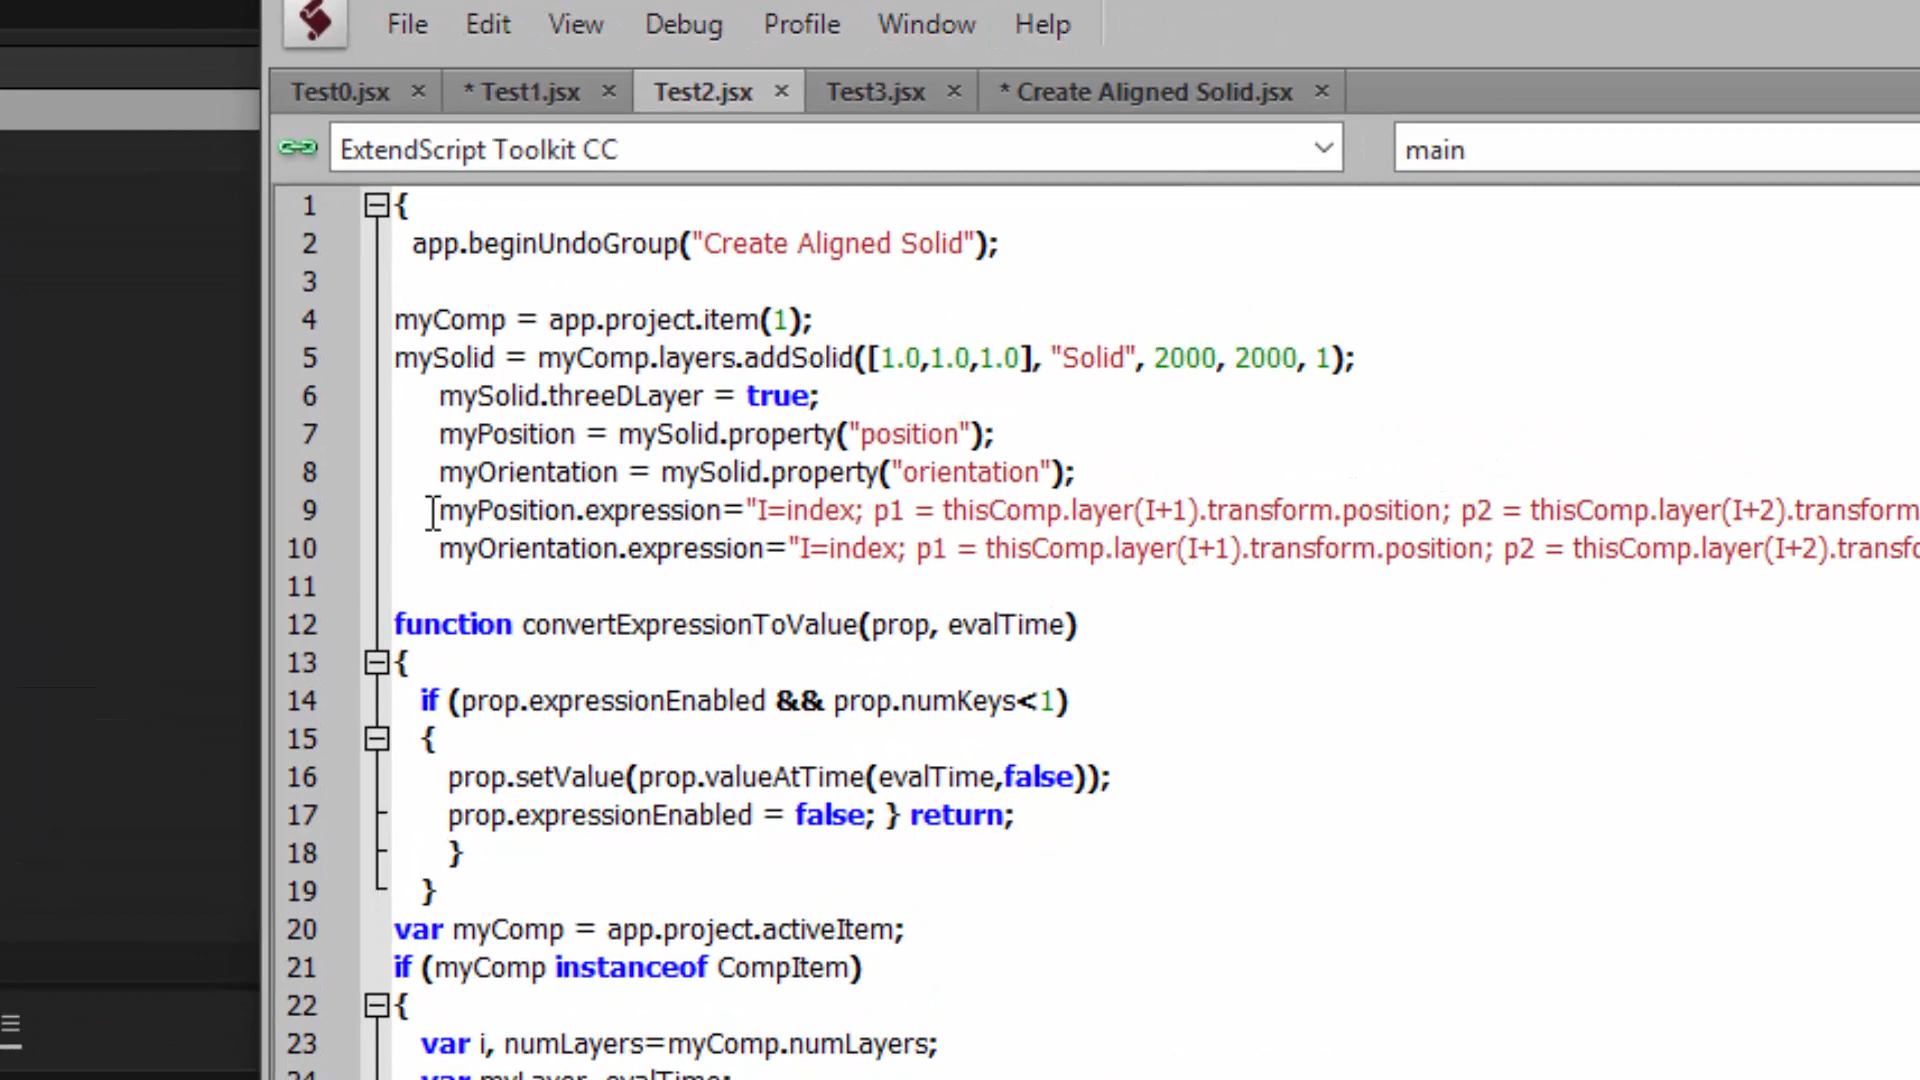 File Edit View Debug Profile Window Help
Test0.jsx × * Test1.jsx × Test2.jsx × Test3.jsx × * Create Aligned Solid.jsx ×
ExtendScript Toolkit CC main
1 {
2 app.beginUndoGroup("Create Aligned Solid");
3
4 myComp = app.project.item(1);
5 mySolid = myComp.layers.addSolid([1.0,1.0,1.0], "Solid", 2000, 2000, 1);
6 mySolid.threeDLayer = true;
7 myPosition = mySolid.property("position");
8 myOrientation = mySolid.property("orientation");
9 myPosition.expression="I=index; p1 = thisComp.layer(I+1).transform.position; p2 = thisComp.layer(I+2).transform
10 myOrientation.expression="I=index; p1 = thisComp.layer(I+1).transform.position; p2 = thisComp.layer(I+2).transfo
11
12 function convertExpressionToValue(prop, evalTime)
13 {
14 if (prop.expressionEnabled && prop.numKeys<1)
15 {
16 prop.setValue(prop.valueAtTime(evalTime,false));
17 prop.expressionEnabled = false; } return;
18 }
19 }
20 var myComp = app.project.activeItem;
21 if (myComp instanceof CompItem)
22 {
23 var i, numLayers=myComp.numLayers;
24 var myLayer, evalTime;